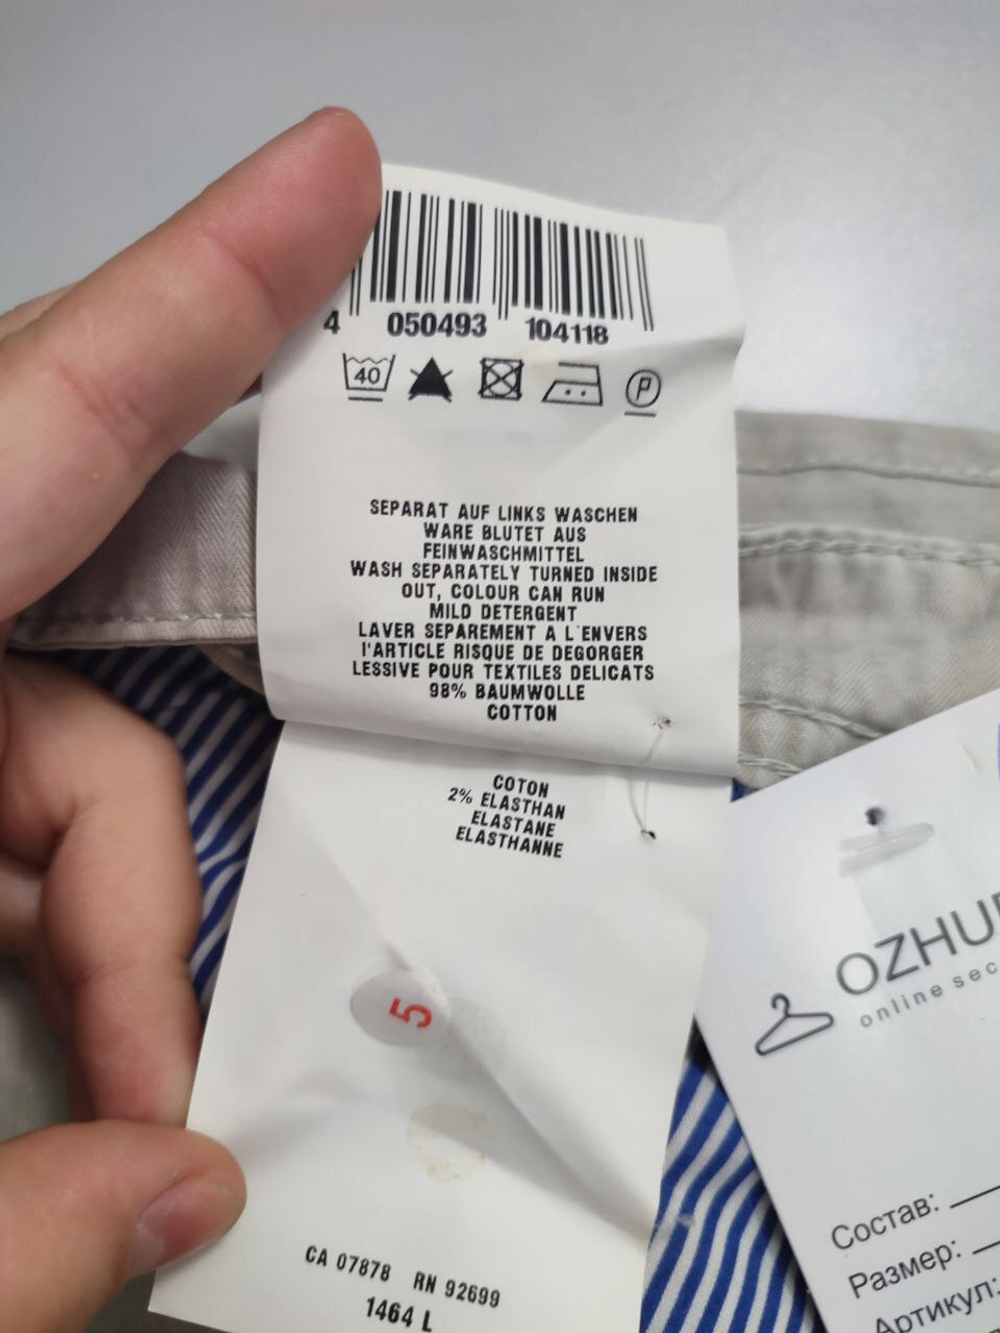 4 050493 104118
40
P
SEPARAT AUF LINKS WASCHEN
WARE BLUTET AUS
FEINWASCHMITTEL
WASH SEPARATELY TURNED INSIDE
OUT, COLOUR CAN RUN
MILD DETERGENT
LAVER SEPAREMENT A L'ENVERS
l'ARTICLE RISQUE DE DEGORGER
LESSIVE POUR TEXTILES DELICATS
98% BAUMWOLLE
COTTON
COTON
2% ELASTHAN
ELASTANE
ELASTHANNE
5
CA 07878 RN 92699
1464 L
online
Состав:
Размер:
Артикул: